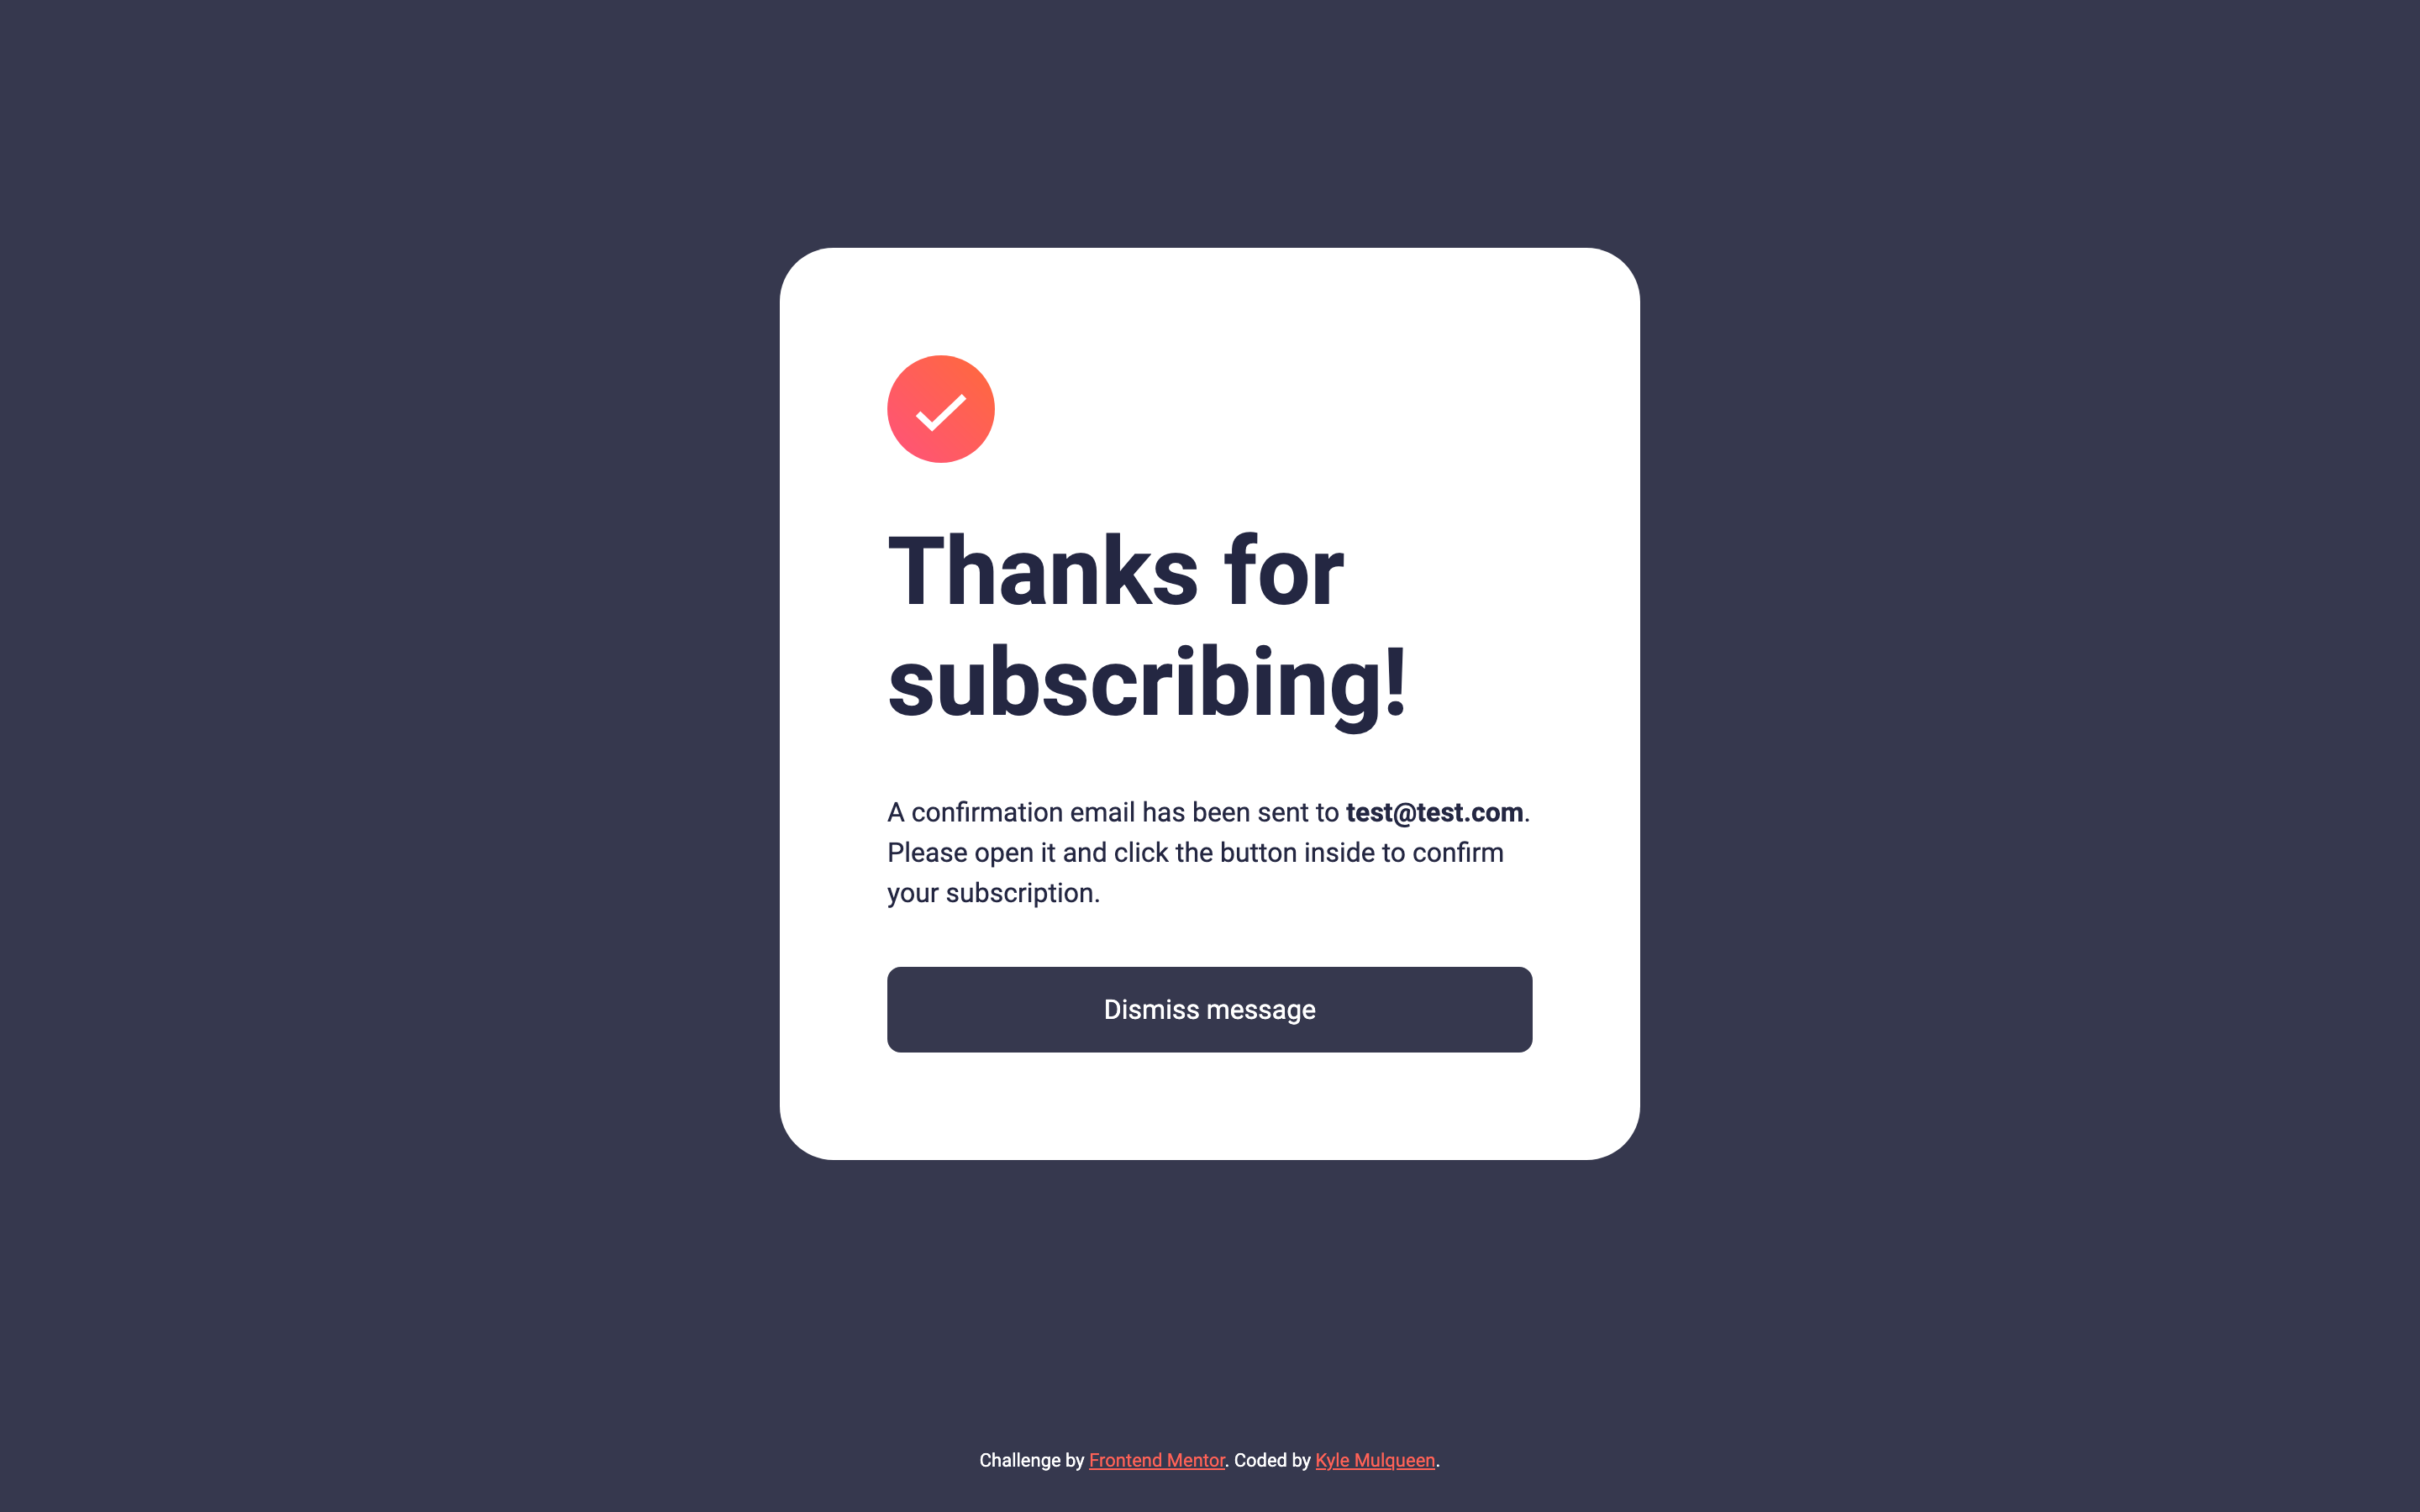 Thanks for
subscribing!
A confirmation email has been sent to test@test.com.
Please open it and click the button inside to confirm
your subscription.
Dismiss message
Challenge by Frontend Mentor. Coded by Kyle Mulqueen.